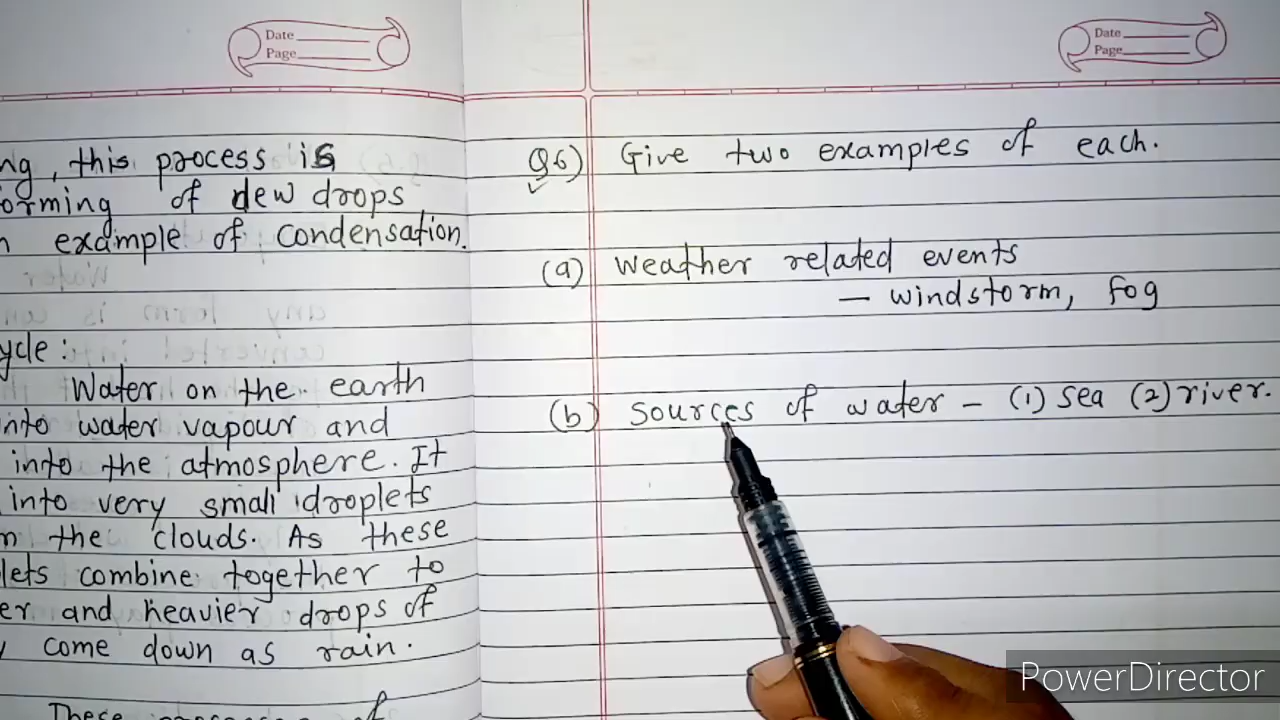 Date
Page
ng, this process is
orming of dew drops
n example of condensation.
ycle:
Water on the earth
into water vapour and
into the atmosphere. It
into very small droplets
m the clouds. As these
lets combine together to
er and heavier drops of
y come down as rain.
These of
Date
Page
Q6) Give two examples of each.
(a) Weather related events
— windstorm, Fog
(b) Sources of water — (1) Sea (2) river.
PowerDirector